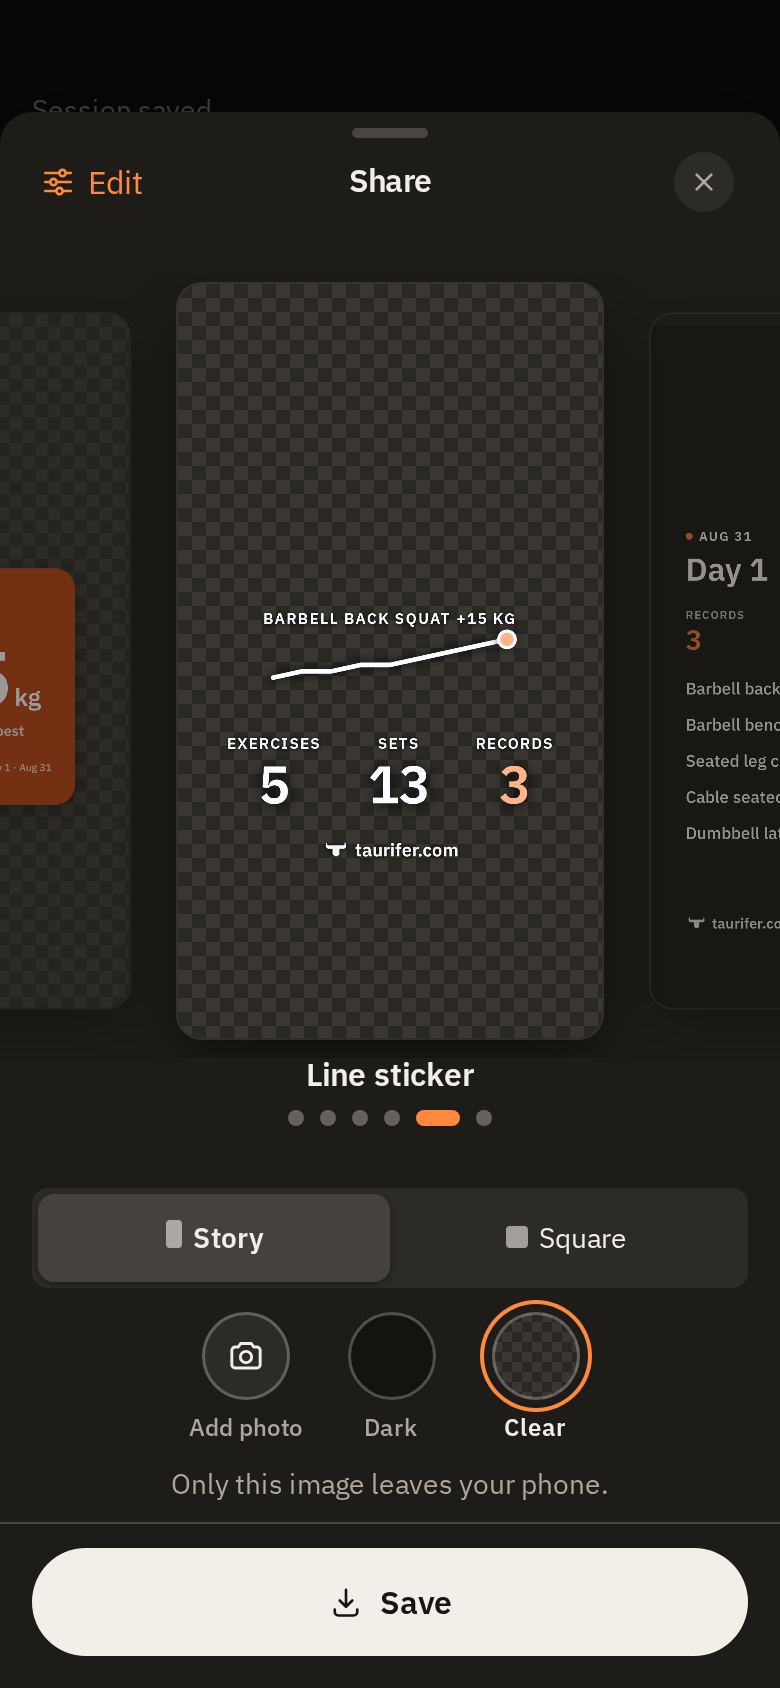 Session saved
Edit
Share
5 kg
best
1 · Aug 31
BARBELL BACK SQUAT +15 KG
EXERCISES
SETS
RECORDS
5
13
3
taurifer.com
AUG 31
Day 1
RECORDS
3
Barbell back
Barbell benc
Seated leg c
Cable seated
Dumbbell lat
taurifer.co
Line sticker
Story
Square
Add photo
Dark
Clear
Only this image leaves your phone.
Save